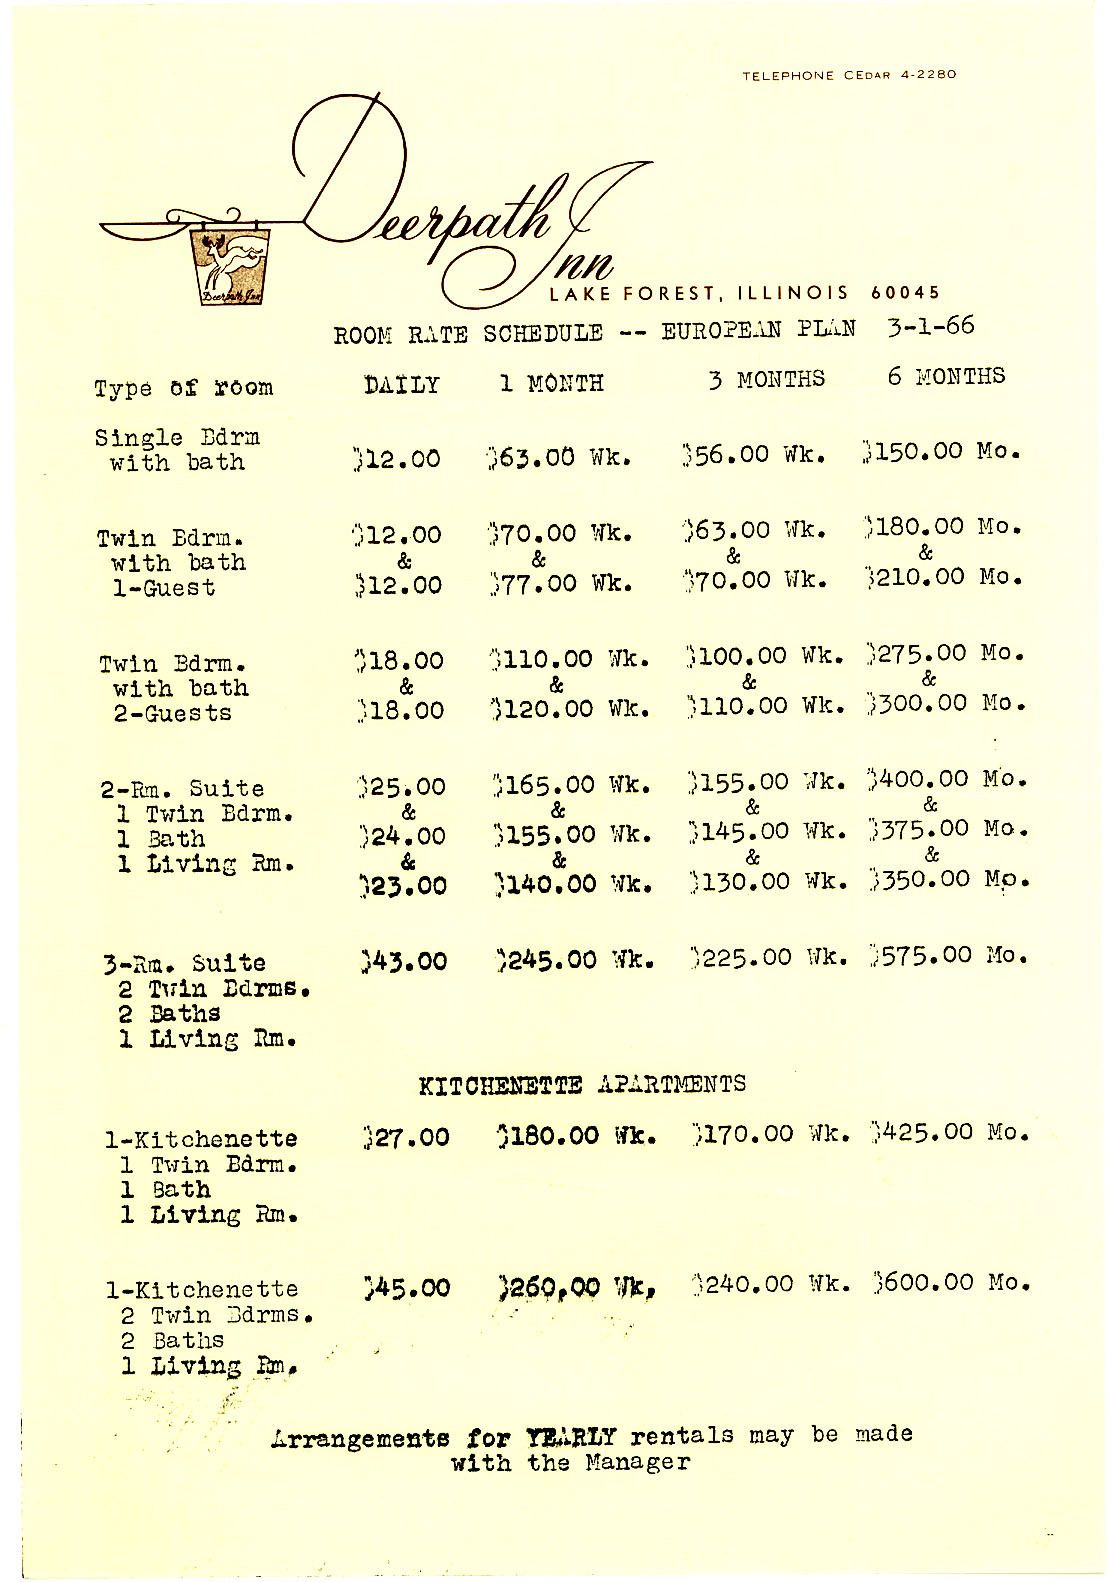 TELEPHONE CEDAR 4-2280
Deerpath Inn
Deerpath Inn
LAKE FOREST, ILLINOIS 60045
ROOM RATE SCHEDULE -- EUROPEAN PLAN 3-1-66
Type of room DAILY 1 MONTH 3 MONTHS 6 MONTHS
Single Bdrm
with bath $12.00 $63.00 Wk. $56.00 Wk. $150.00 Mo.
Twin Bdrm. $12.00 $70.00 Wk. $63.00 Wk. $180.00 Mo.
with bath & & & &
1-Guest $12.00 $77.00 Wk. $70.00 Wk. $210.00 Mo.
Twin Bdrm. $18.00 $110.00 Wk. $100.00 Wk. $275.00 Mo.
with bath & & & &
2-Guests $18.00 $120.00 Wk. $110.00 Wk. $300.00 Mo.
2-Rm. Suite $25.00 $165.00 Wk. $155.00 Wk. $400.00 Mo.
1 Twin Bdrm. & & & &
1 Bath $24.00 $155.00 Wk. $145.00 Wk. $375.00 Mo.
1 Living Rm. & & & &
$23.00 $140.00 Wk. $130.00 Wk. $350.00 Mo.
3-Rm. Suite $43.00 $245.00 Wk. $225.00 Wk. $575.00 Mo.
2 Twin Bdrms.
2 Baths
1 Living Rm.
KITCHENETTE APARTMENTS
1-Kitchenette $27.00 $180.00 Wk. $170.00 Wk. $425.00 Mo.
1 Twin Bdrm.
1 Bath
1 Living Rm.
1-Kitchenette $45.00 $260.00 Wk. $240.00 Wk. $600.00 Mo.
2 Twin Bdrms.
2 Baths
1 Living Rm.
Arrangements for YEARLY rentals may be made
with the Manager